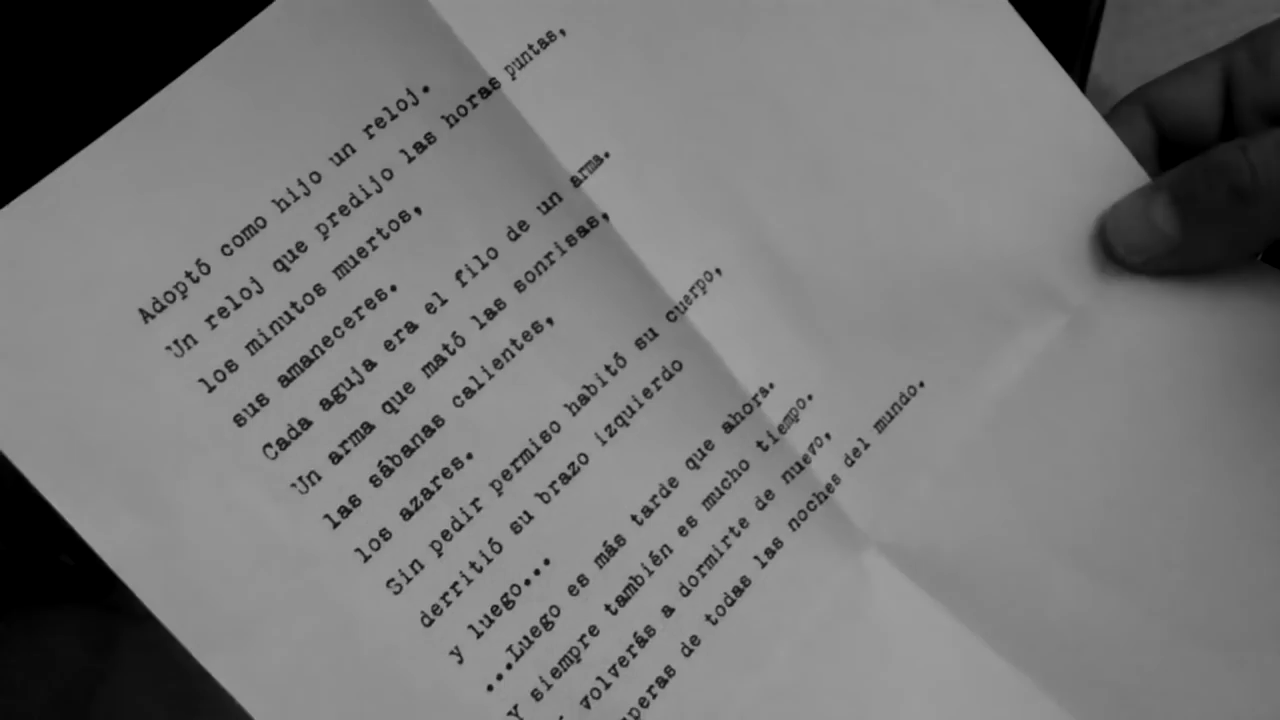 Adoptó como hijo un reloj.
Un reloj que predijo las horas puntas,
los minutos muertos,
sus amaneceres.
Cada aguja era el filo de un arma.
Un arma que mató las sonrisas,
las sábanas calientes,
los azares.
Sin pedir permiso habitó su cuerpo,
derritió su brazo izquierdo
y luego...
...Luego es más tarde que ahora.
Y siempre también es mucho tiempo.
volverás a dormirte de nuevo,
de todas las noches del mundo.